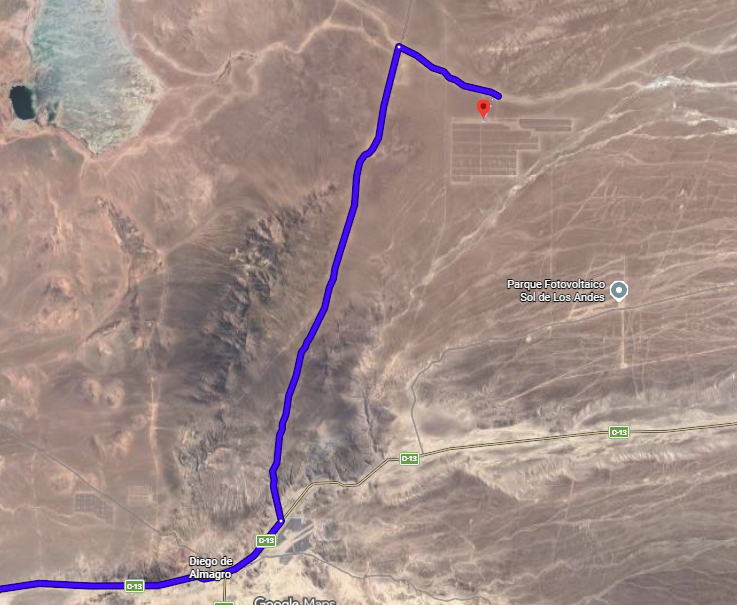 Parque Fotovoltaico
Sol de Los Andes
C-13
C-13
C-13
Diego de
Almagro
C-13
Google Maps